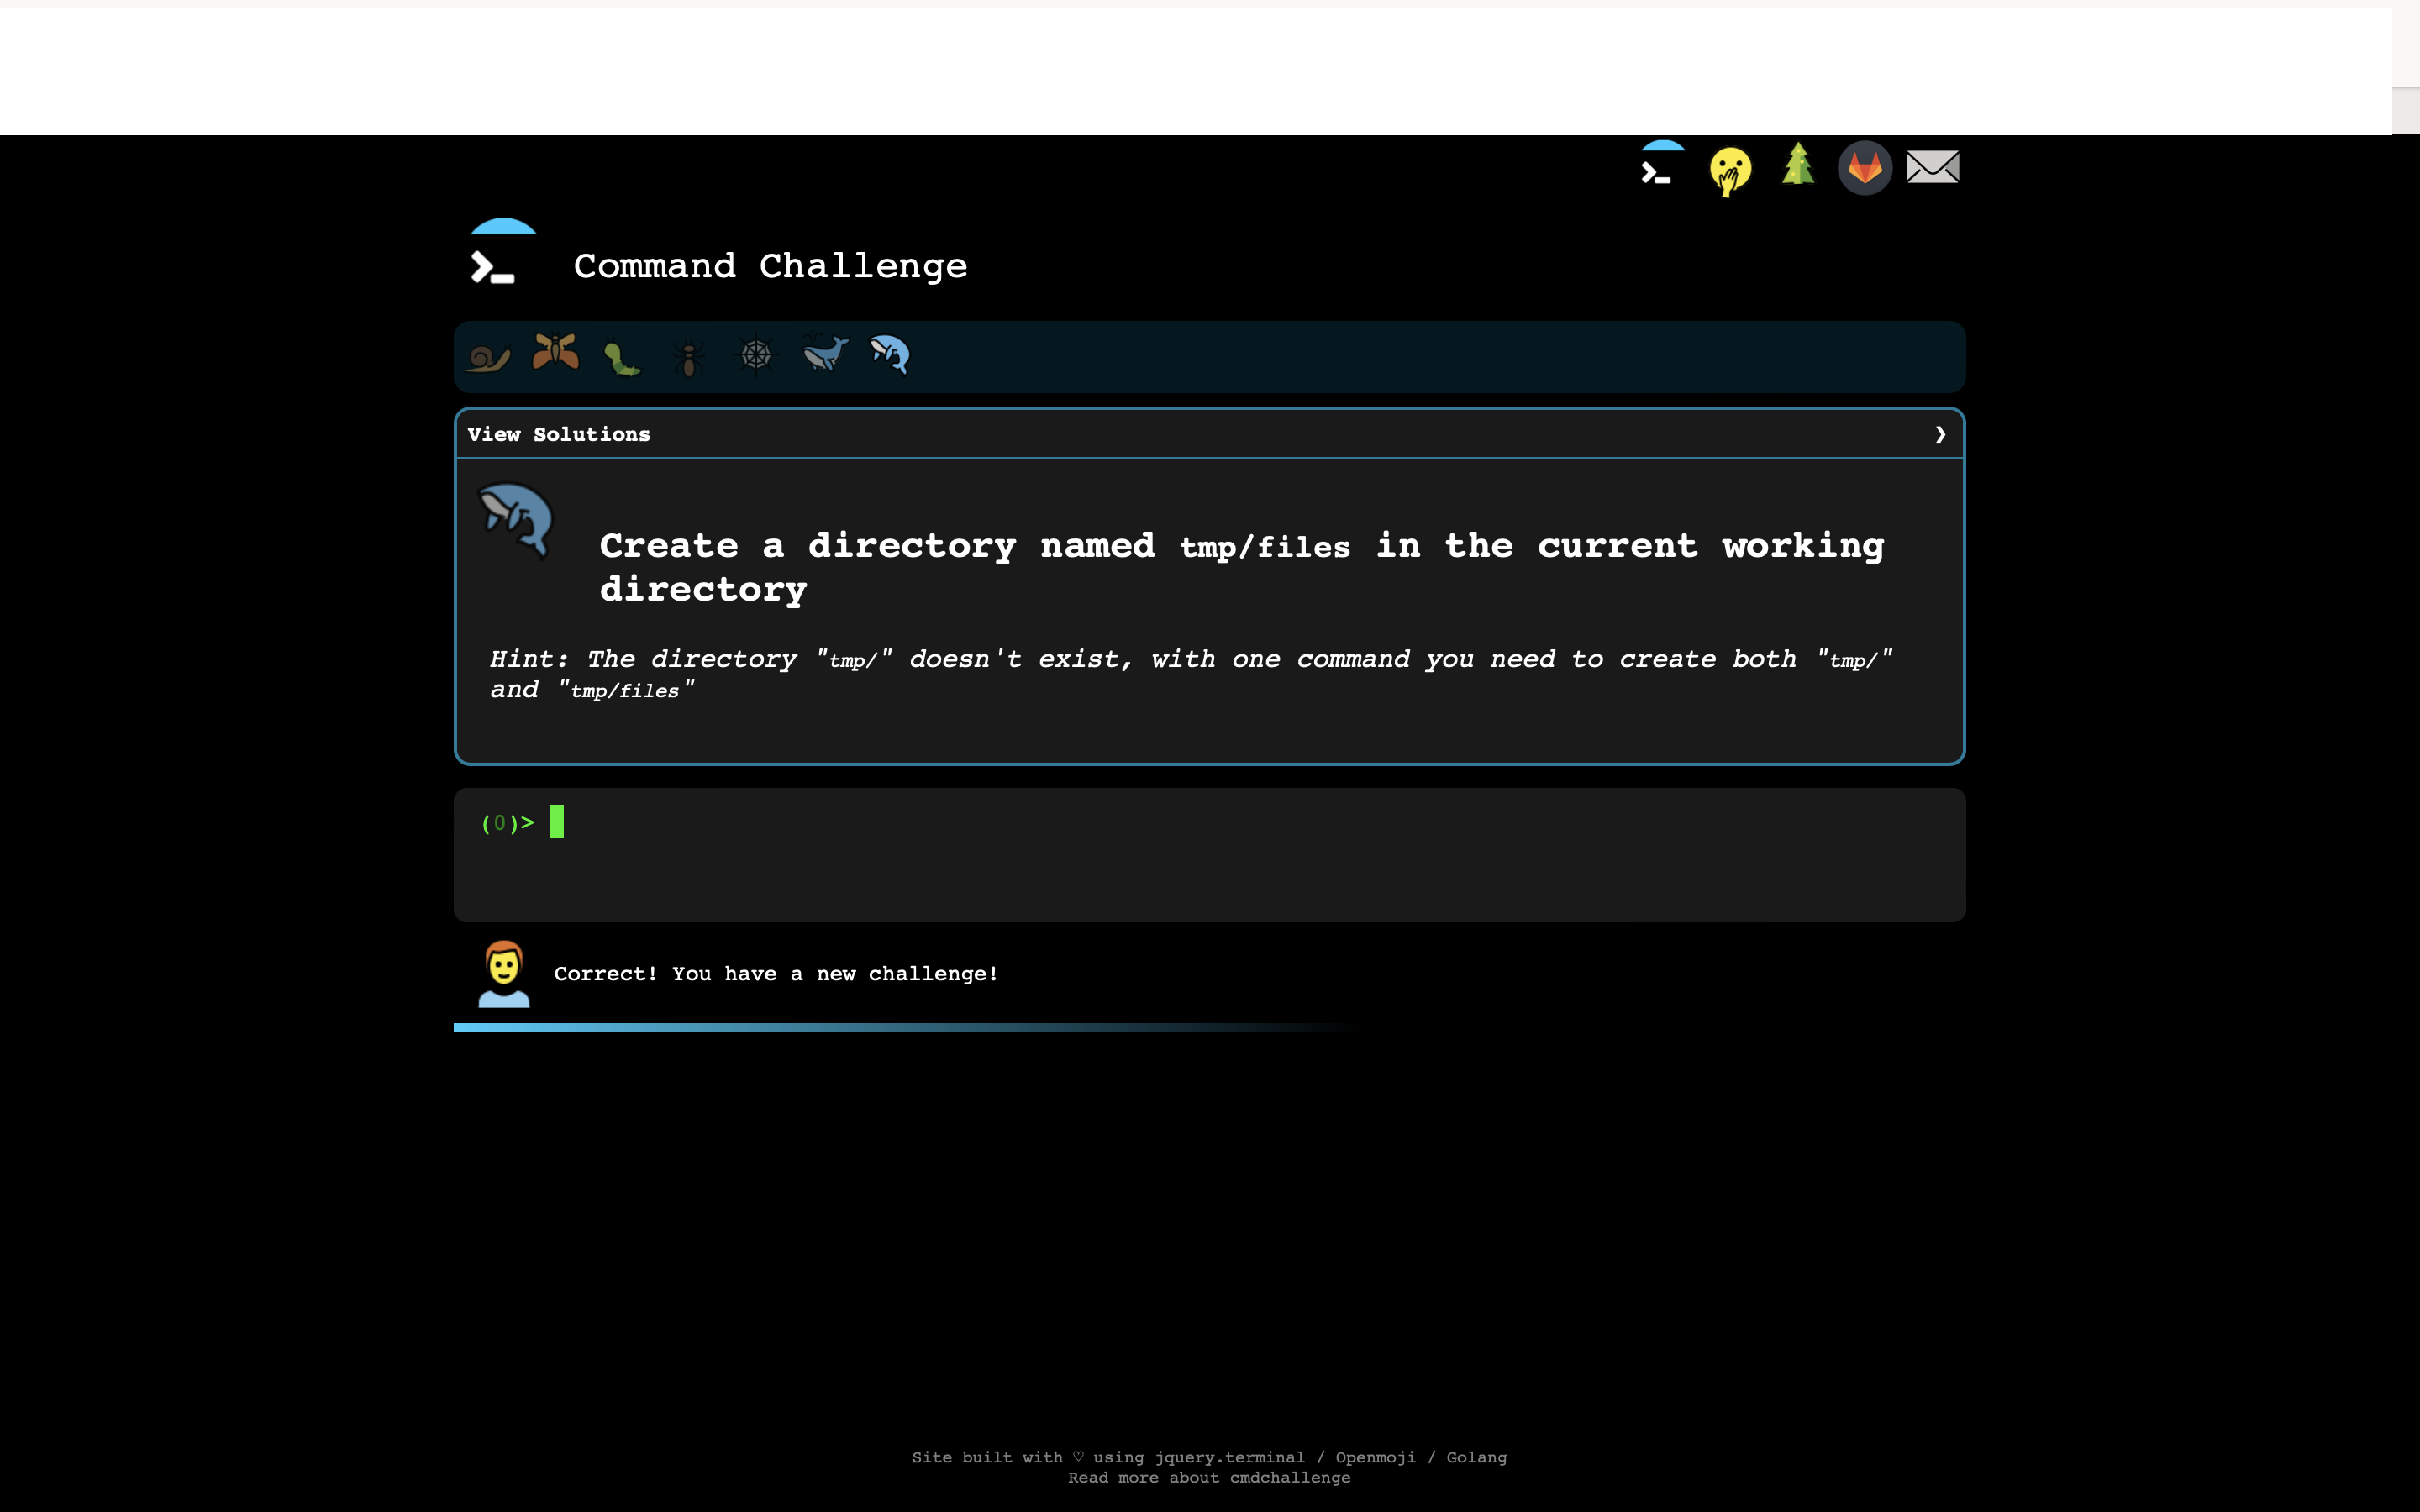 Command Challenge
View Solutions ❯
Create a directory named tmp/files in the current working
directory
Hint: The directory "tmp/" doesn't exist, with one command you need to create both "tmp/"
and "tmp/files"
(0)>
Correct! You have a new challenge!
Site built with ♡ using jquery.terminal / Openmoji / Golang
Read more about cmdchallenge